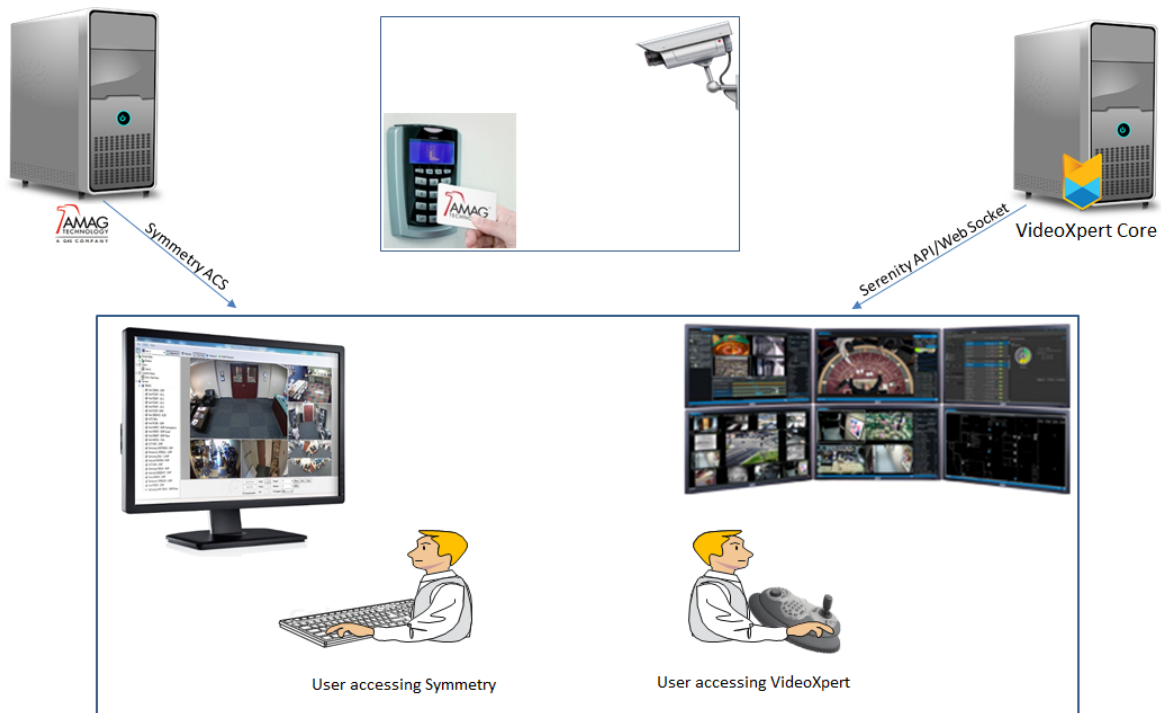 AMAG
TECHNOLOGY
A G4S COMPANY
AMAG
TECHNOLOGY
VideoXpert Core
Symmetry ACS
Serenity API/Web Socket
User accessing Symmetry
User accessing VideoXpert